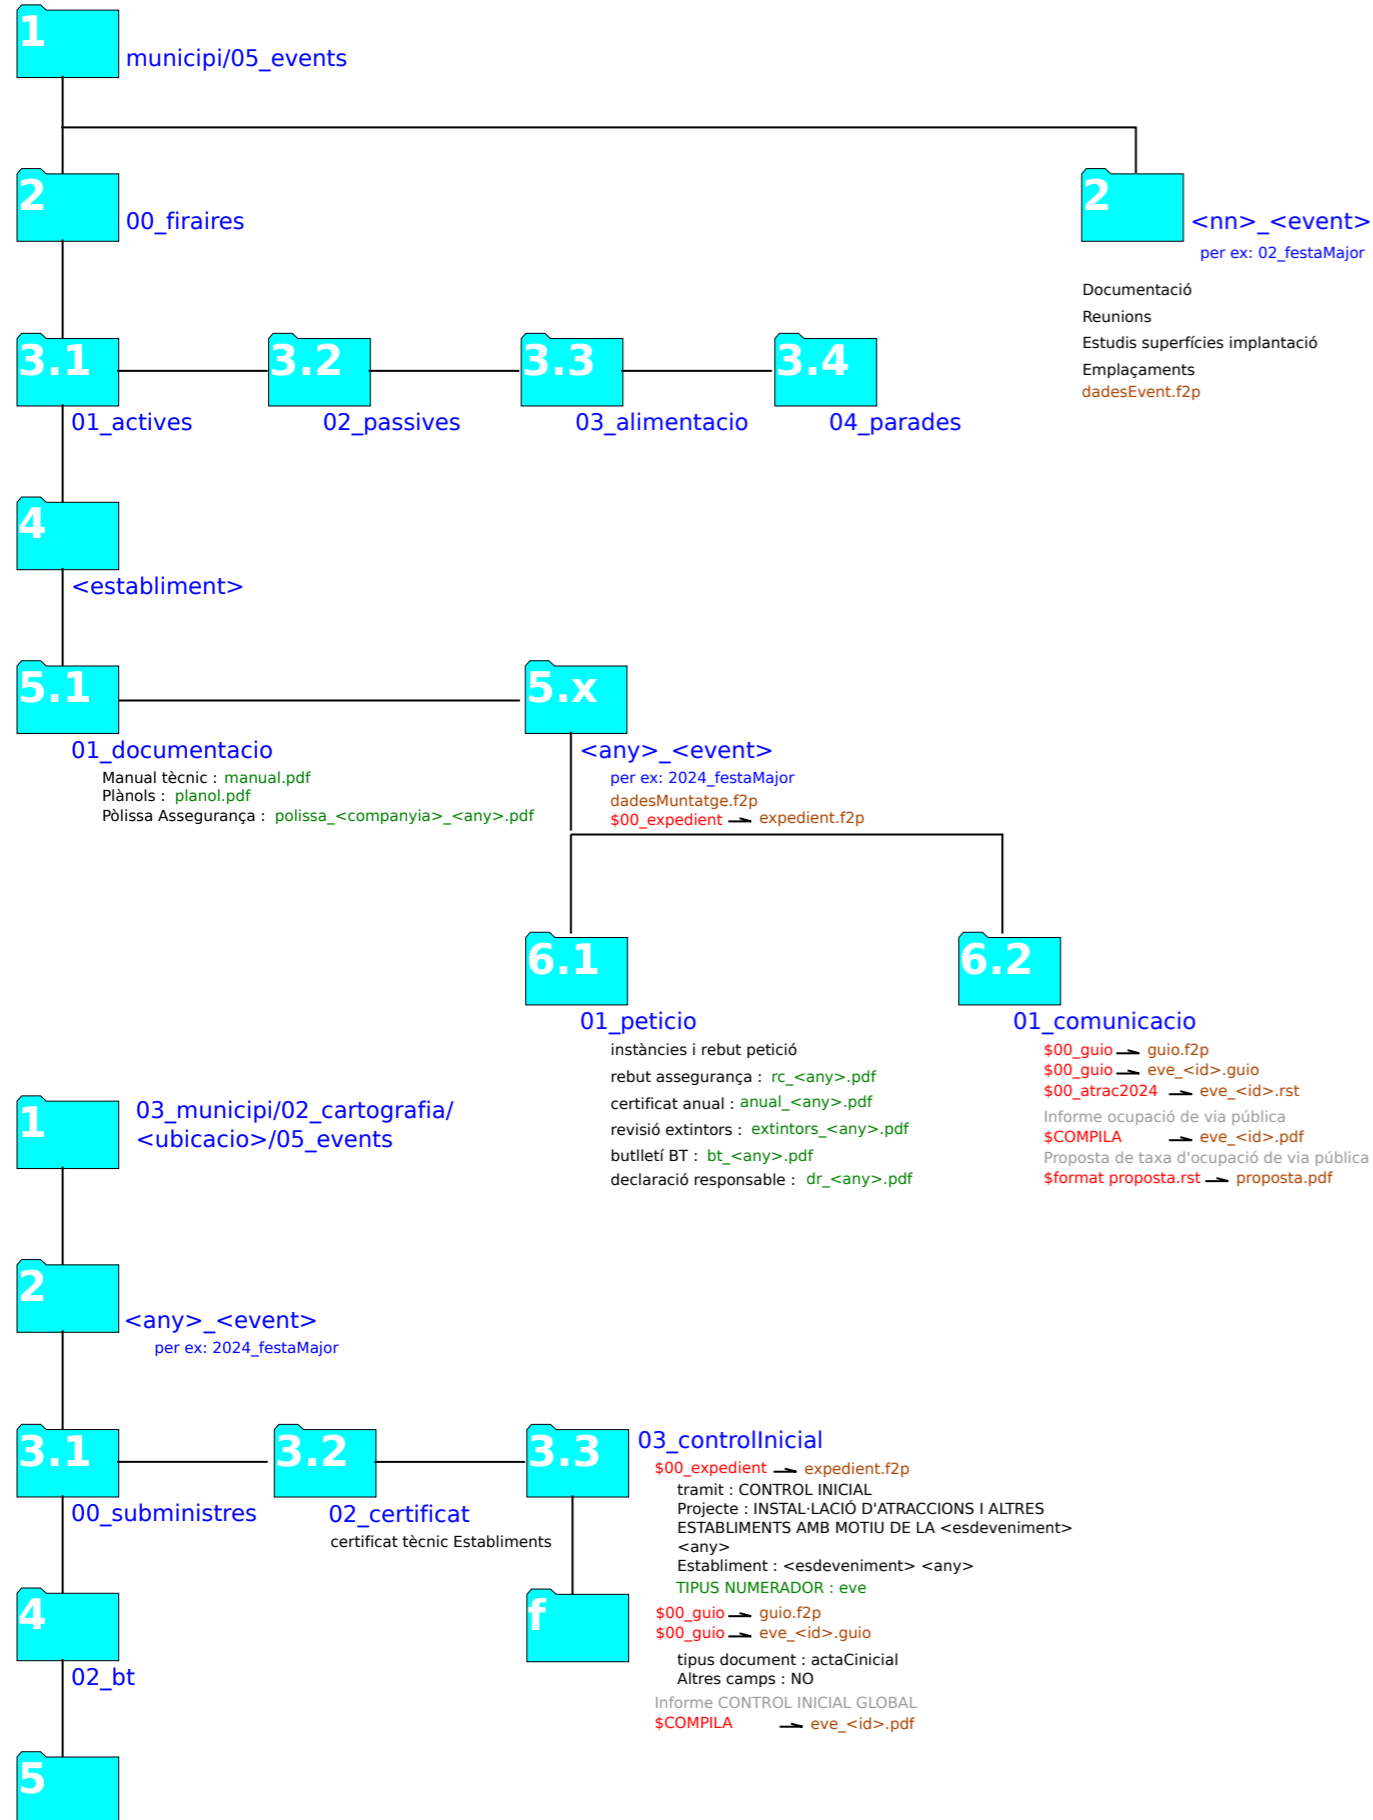 1
municipi/05_events
2
00_firaires
2
<nn>_<event>
per ex: 02_festaMajor
Documentació
Reunions
Estudis superfícies implantació
Emplaçaments
dadesEvent.f2p
3.1
01_actives
3.2
02_passives
3.3
03_alimentacio
3.4
04_parades
4
<establiment>
5.1
01_documentacio
Manual tècnic : manual.pdf
Plànols : planol.pdf
Pòlissa Assegurança : polissa_<companyia>_<any>.pdf
5.x
<any>_<event>
per ex: 2024_festaMajor
dadesMuntatge.f2p
$00_expedient ⇀ expedient.f2p
6.1
01_peticio
instàncies i rebut petició
rebut assegurança : rc_<any>.pdf
certificat anual : anual_<any>.pdf
revisió extintors : extintors_<any>.pdf
butlletí BT : bt_<any>.pdf
declaració responsable : dr_<any>.pdf
6.2
01_comunicacio
$00_guio ⇀ guio.f2p
$00_guio ⇀ eve_<id>.guio
$00_atrac2024 ⇀ eve_<id>.rst
Informe ocupació de via pública
$COMPILA ⇀ eve_<id>.pdf
Proposta de taxa d'ocupació de via pública
$format proposta.rst ⇀ proposta.pdf
1
03_municipi/02_cartografia/
<ubicacio>/05_events
2
<any>_<event>
per ex: 2024_festaMajor
3.1
00_subministres
3.2
02_certificat
certificat tècnic Establiments
3.3
03_controlInicial
$00_expedient ⇀ expedient.f2p
tramit : CONTROL INICIAL
Projecte : INSTAL·LACIÓ D'ATRACCIONS I ALTRES
ESTABLIMENTS AMB MOTIU DE LA <esdeveniment>
<any>
Establiment : <esdeveniment> <any>
TIPUS NUMERADOR : eve
$00_guio ⇀ guio.f2p
$00_guio ⇀ eve_<id>.guio
tipus document : actaCinicial
Altres camps : NO
Informe CONTROL INICIAL GLOBAL
$COMPILA ⇀ eve_<id>.pdf
f
4
02_bt
5